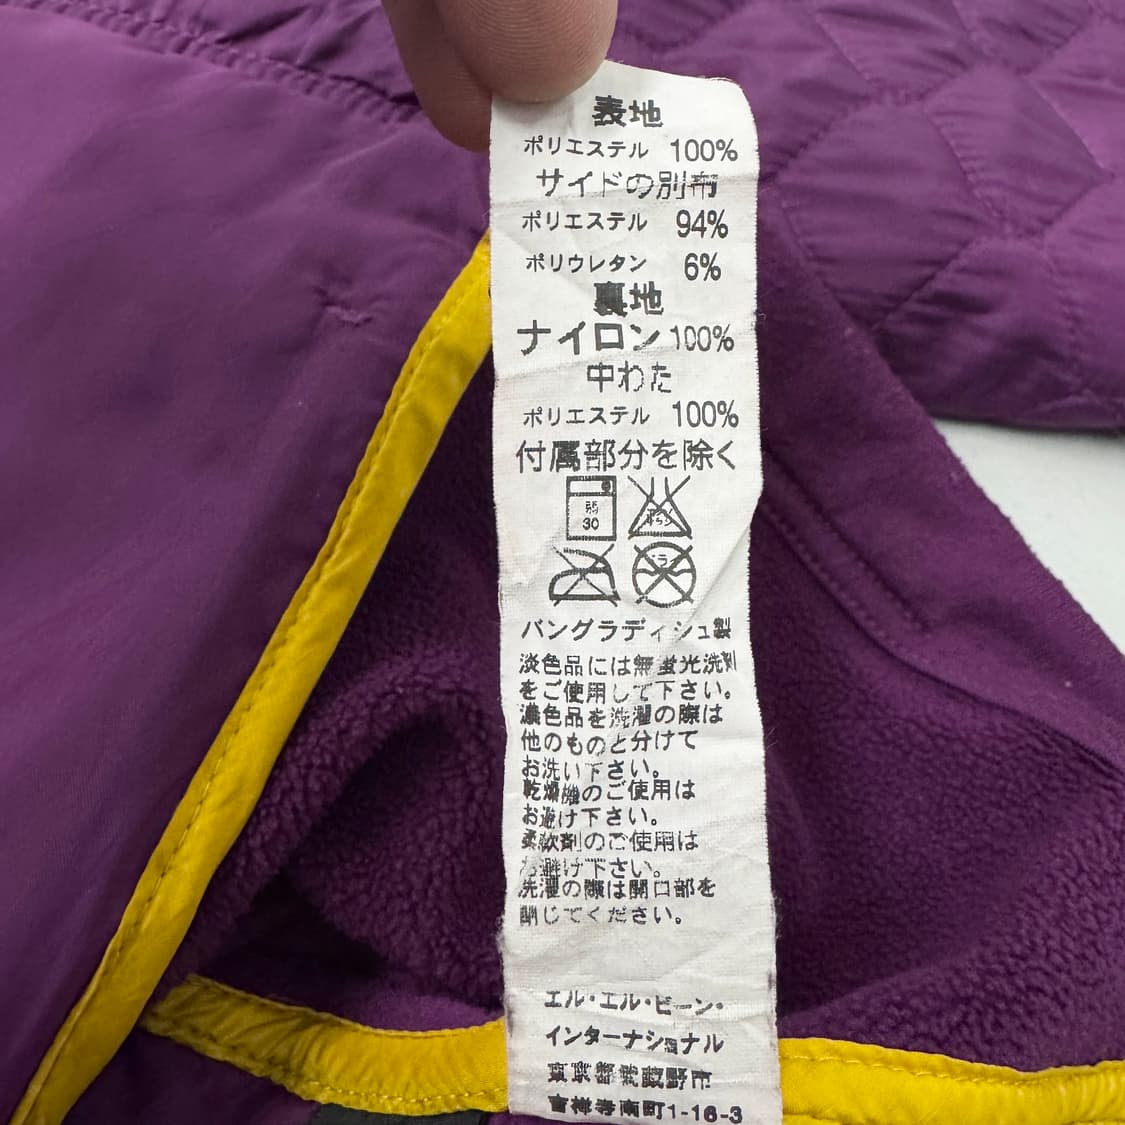 表地
ポリエステル 100%
サイドの別布
ポリエステル 94%
ポリウレタン 6%
裏地
ナイロン 100%
中わた
ポリエステル 100%
付属部分を除く
弱
30
バングラディシュ製
淡色品には無蛍光洗剤
をご使用して下さい。
濃色品を洗濯の際は
他のものと分けて
お洗い下さい。
乾燥機のご使用は
お避け下さい。
柔軟剤のご使用は
お避け下さい。
洗濯の際は開口部を
閉じてください。
エル・エル・ビーン・
インターナショナル
東京都武蔵野市
吉祥寺南町1-16-3